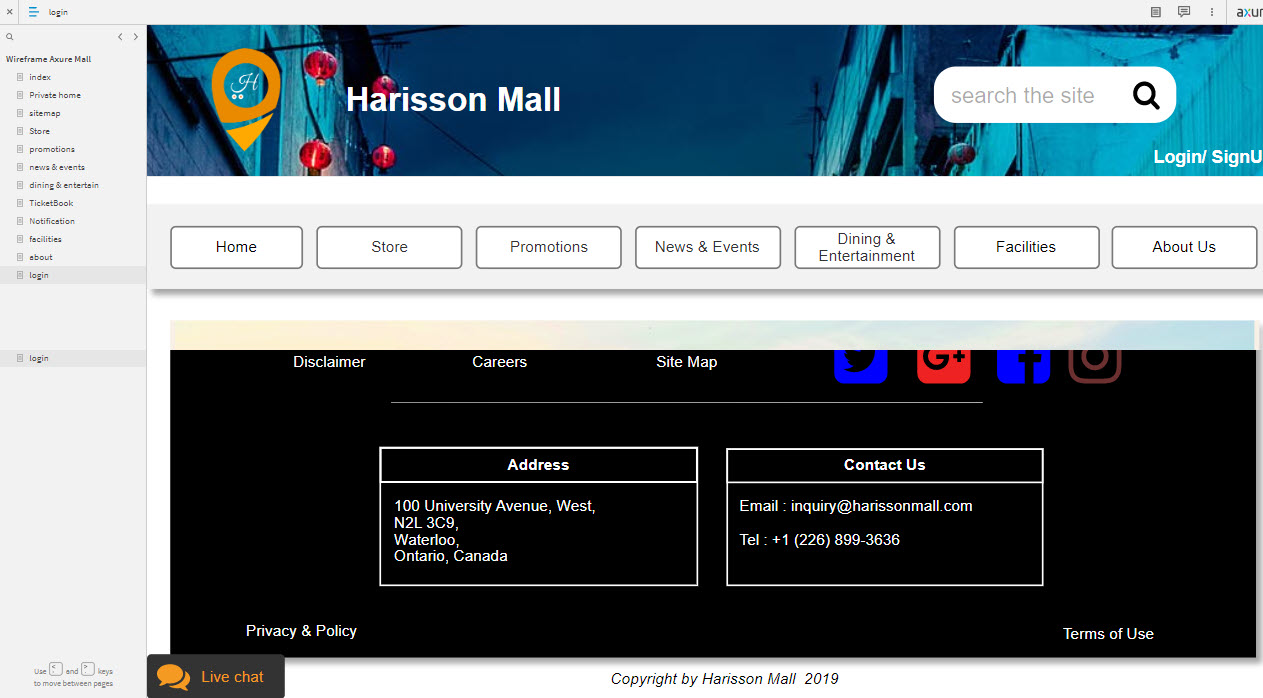 login
axur
Wireframe Axure Mall
index
Private home
sitemap
Store
promotions
news & events
dining & entertain
TicketBook
Notification
facilities
about
login
login
Use < and > keys
to move between pages
H
Harisson Mall
search the site
Login/ SignU
Home
Store
Promotions
News & Events
Dining &
Entertainment
Facilities
About Us
Disclaimer
Careers
Site Map
G+
Address
100 University Avenue, West,
N2L 3C9,
Waterloo,
Ontario, Canada
Contact Us
Email : inquiry@harissonmall.com
Tel : +1 (226) 899-3636
Privacy & Policy
Terms of Use
Live chat
Copyright by Harisson Mall 2019